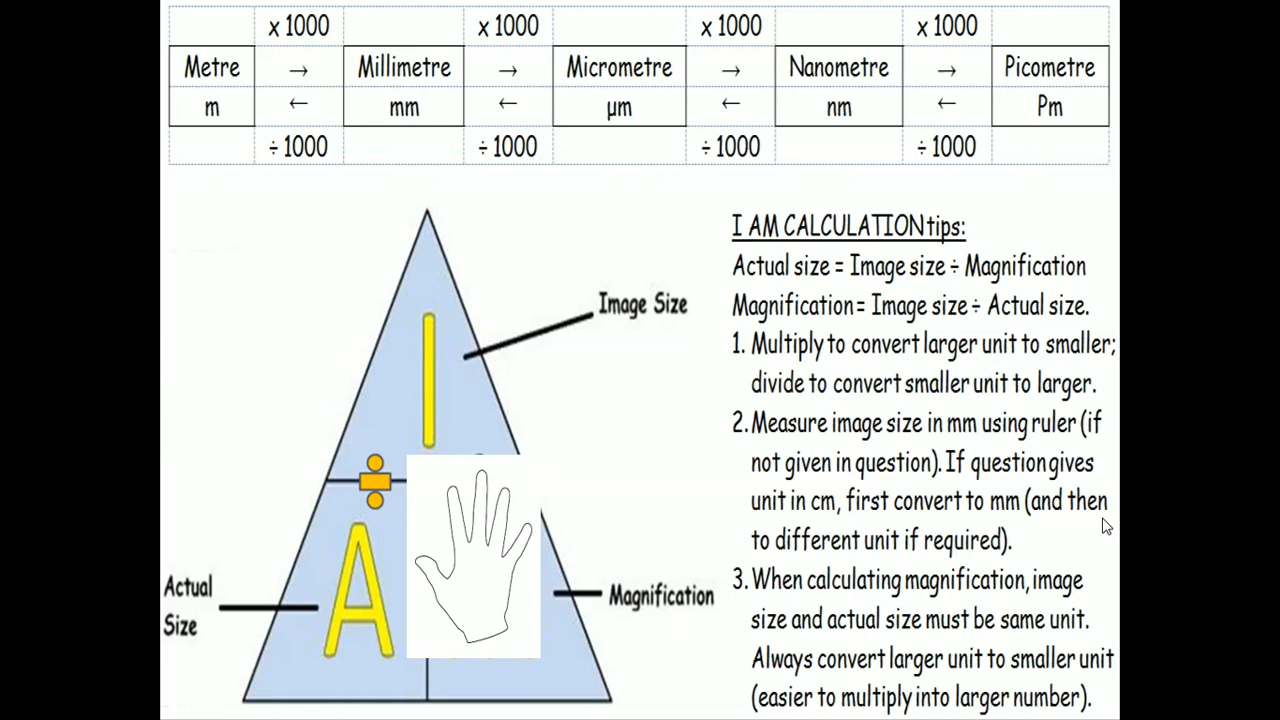 x 1000 x 1000 x 1000 x 1000
Metre → Millimetre → Micrometre → Nanometre → Picometre
m ← mm ← µm ← nm ← Pm
÷ 1000 ÷ 1000 ÷ 1000 ÷ 1000
I AM CALCULATION tips:
Actual size = Image size ÷ Magnification
Magnification = Image size ÷ Actual size.
1. Multiply to convert larger unit to smaller;
divide to convert smaller unit to larger.
2. Measure image size in mm using ruler (if
not given in question). If question gives
unit in cm, first convert to mm (and then
to different unit if required).
3. When calculating magnification, image
size and actual size must be same unit.
Always convert larger unit to smaller unit
(easier to multiply into larger number).
Image Size
I
÷
A
Actual
Size
Magnification